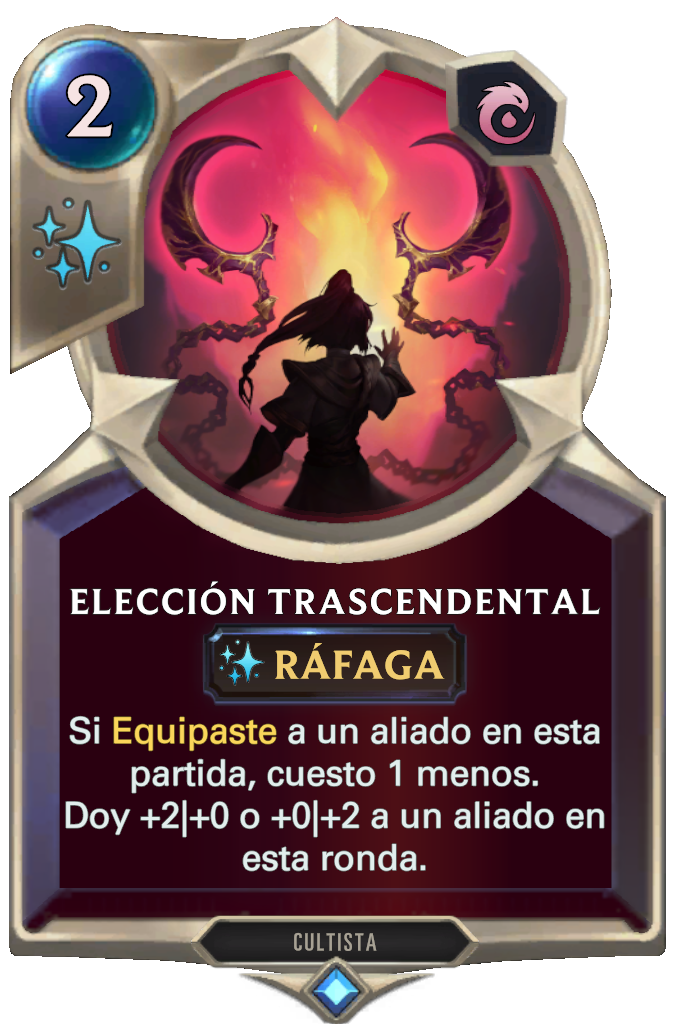 2
ELECCIÓN TRASCENDENTAL
RÁFAGA
Si Equipaste a un aliado en esta
partida, cuesto 1 menos.
Doy +2|+0 o +0|+2 a un aliado en
esta ronda.
CULTISTA